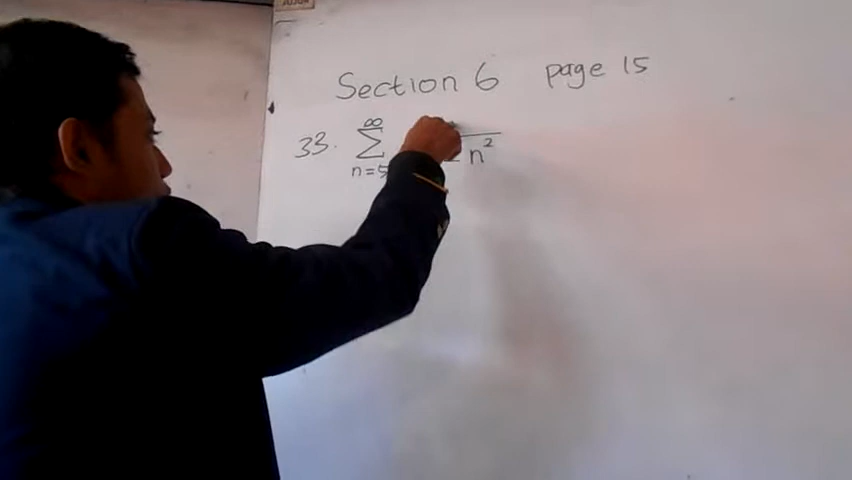 Section 6 page 15
33. ∞
∑ n²
n=5